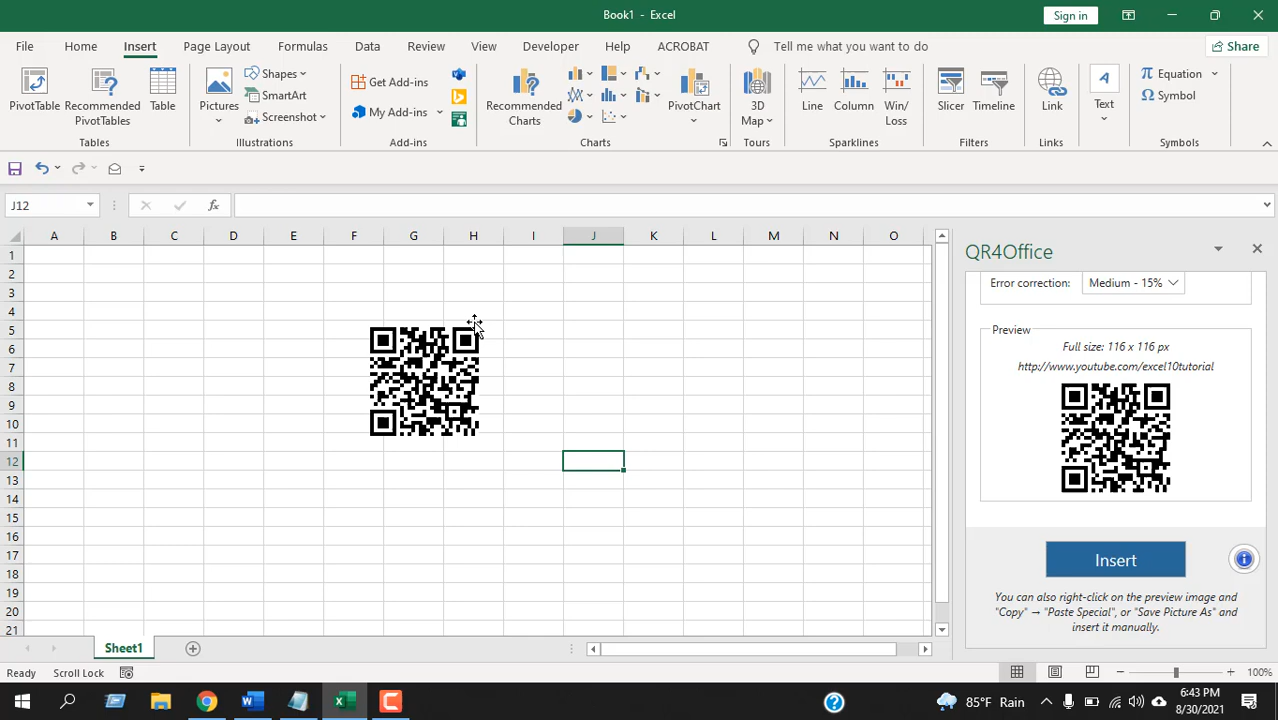 Book1 - Excel
Sign in
File Home Insert Page Layout Formulas Data Review View Developer Help ACROBAT Tell me what you want to do Share
PivotTable
Recommended
PivotTables
Table
Tables
Pictures
Shapes
SmartArt
Screenshot
Illustrations
Get Add-ins
My Add-ins
Add-ins
Recommended
Charts
PivotChart
Charts
3D
Map
Tours
Line
Column
Win/
Loss
Sparklines
Slicer
Timeline
Filters
Link
Links
Text
Equation
Symbol
Symbols
J12
fx
A B C D E F G H I J K L M N O
1
2
3
4
5
6
7
8
9
10
11
12
13
14
15
16
17
18
19
20
21
QR4Office
Error correction: Medium - 15%
Preview
Full size: 116 x 116 px
http://www.youtube.com/excel10tutorial
Insert
You can also right-click on the preview image and
"Copy" → "Paste Special", or "Save Picture As" and
insert it manually.
Sheet1
Ready Scroll Lock 100%
85°F Rain
6:43 PM
8/30/2021